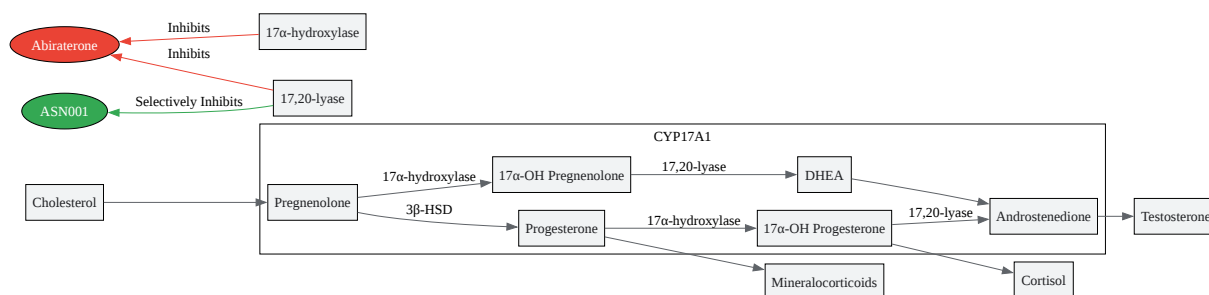 Inhibits
17α-hydroxylase
Abiraterone
Inhibits
Selectively Inhibits
17,20-lyase
ASN001
CYP17A1
17α-hydroxylase
17α-OH Pregnenolone
17,20-lyase
DHEA
Cholesterol
Pregnenolone
3β-HSD
Progesterone
17α-hydroxylase
17α-OH Progesterone
17,20-lyase
Androstenedione
Testosterone
Mineralocorticoids
Cortisol